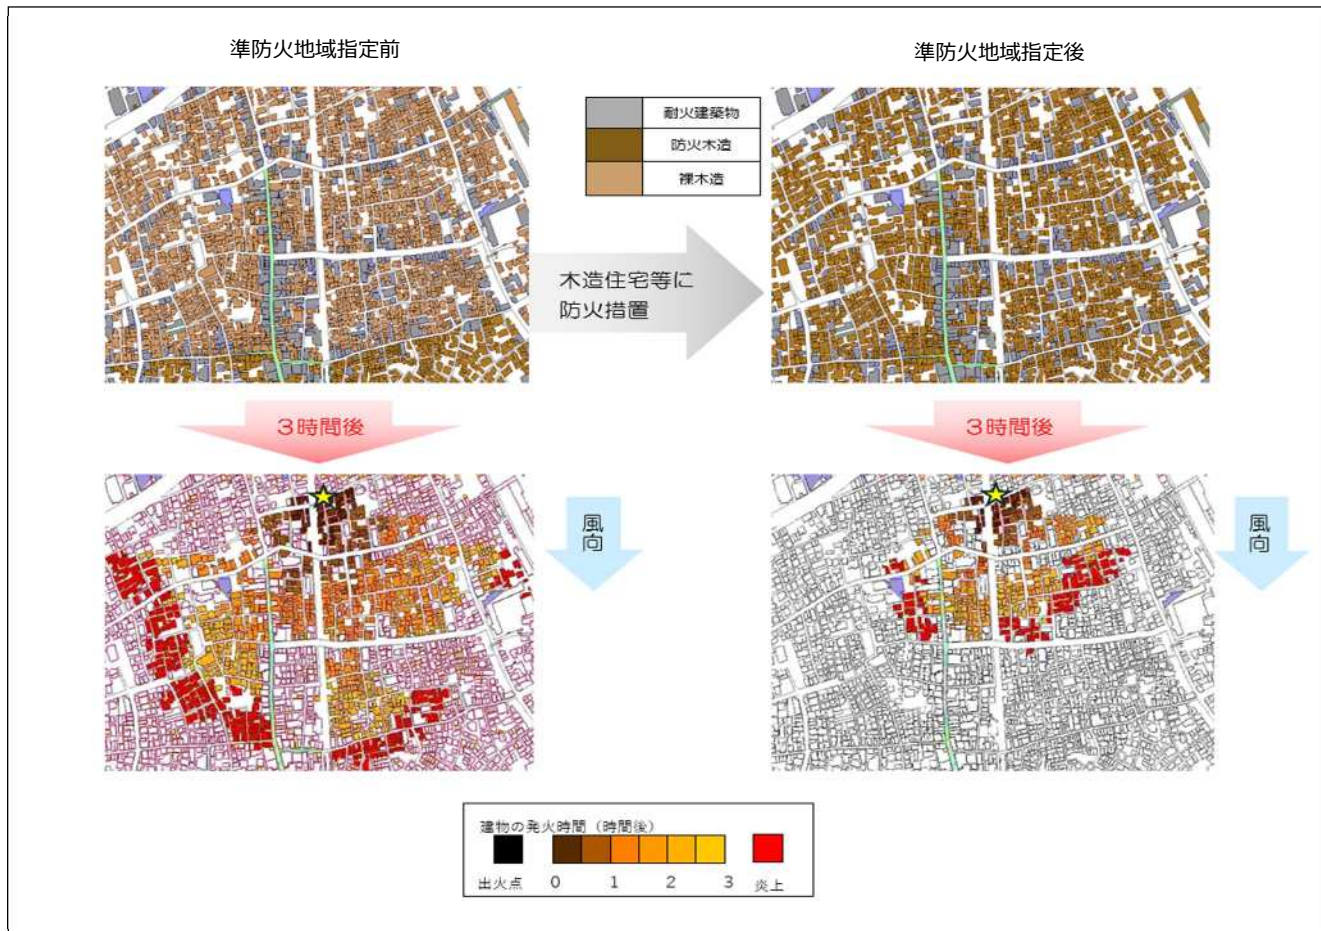 準防火地域指定前
準防火地域指定後
耐火建築物
防火木造
裸木造
木造住宅等に
防火措置
3時間後
3時間後
風向
風向
建物の発火時間（時間後）
出火点 0 1 2 3 炎上